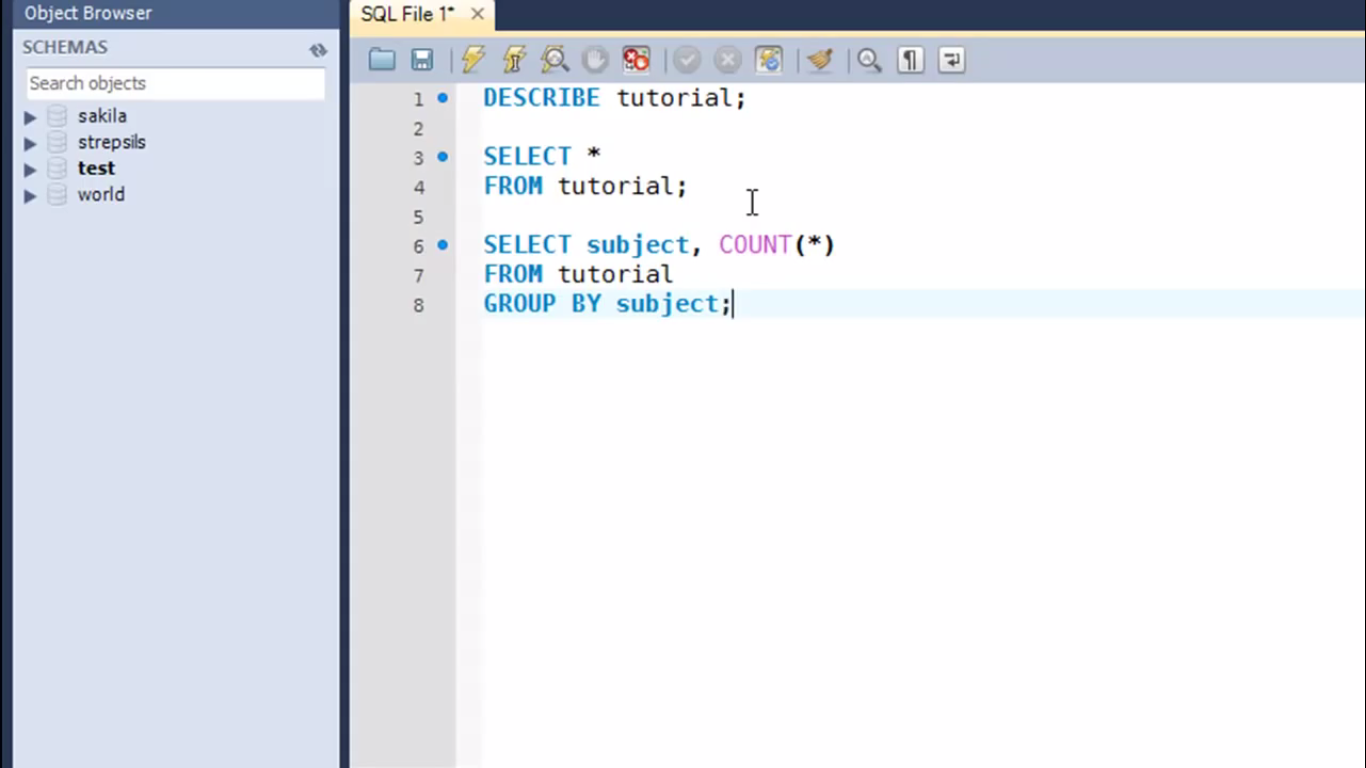 Object Browser
SCHEMAS
Search objects
sakila
strepsils
test
world
SQL File 1*
1 DESCRIBE tutorial;
2
3 SELECT *
4 FROM tutorial;
5
6 SELECT subject, COUNT(*)
7 FROM tutorial
8 GROUP BY subject;